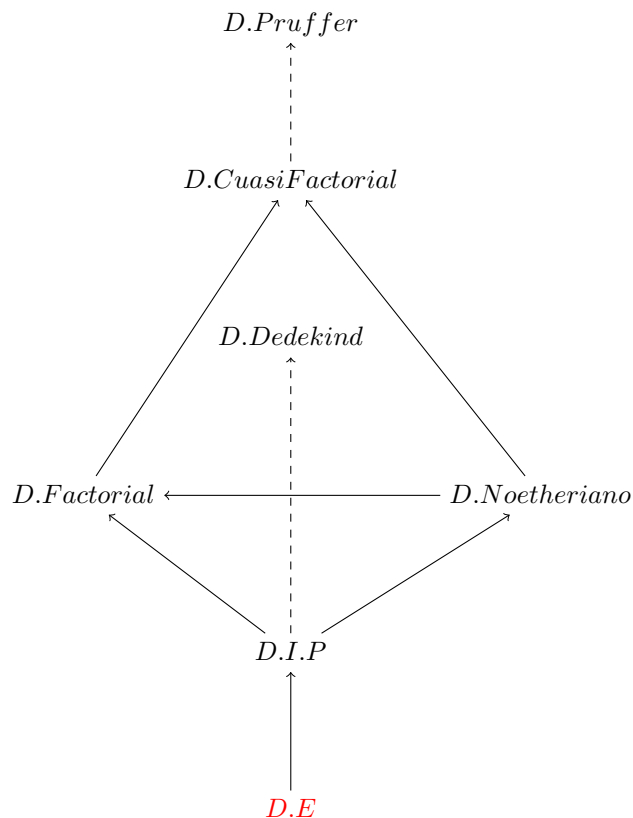 D.Pruffer
D.CuasiFactorial
D.Dedekind
D.Factorial
D.Noetheriano
D.I.P
D.E